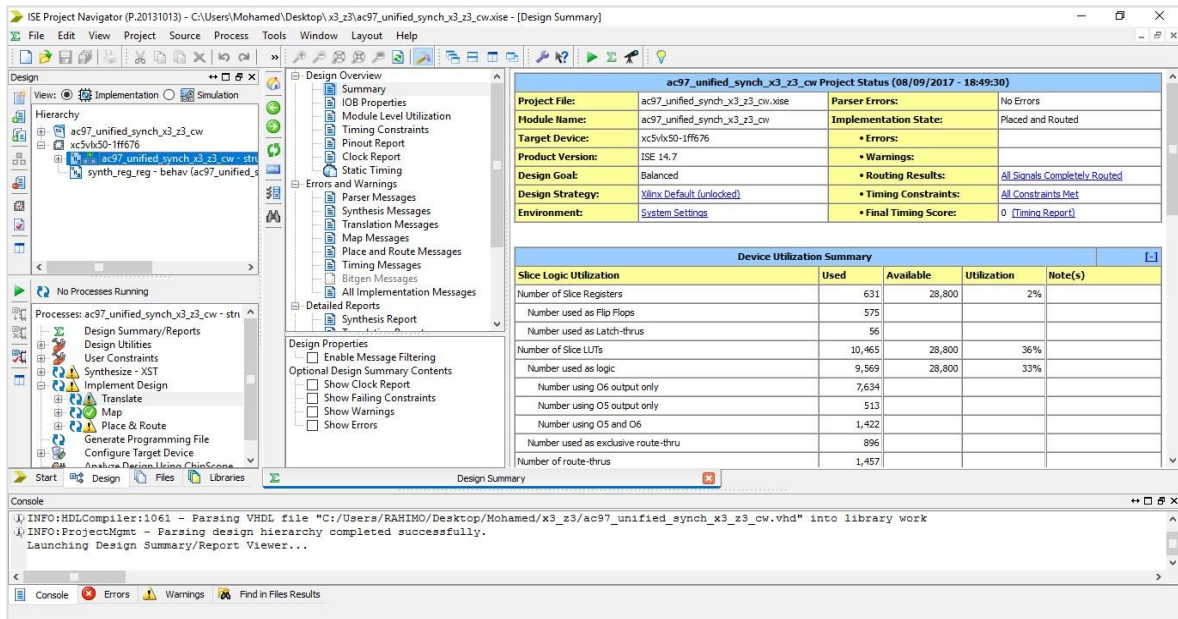 ISE Project Navigator (P.20131013) - C:\Users\Mohamed\Desktop\ x3_z3\ac97_unified_synch_x3_z3_cw.xise - [Design Summary]
File Edit View Project Source Process Tools Window Layout Help
Design
View: Implementation Simulation
Hierarchy
ac97_unified_synch_x3_z3_cw
xc5vlx50-1ff676
ac97_unified_synch_x3_z3_cw - stru
synth_reg_reg - behav (ac97_unified_s
No Processes Running
Processes: ac97_unified_synch_x3_z3_cw - stru
Design Summary/Reports
Design Utilities
User Constraints
Synthesize - XST
Implement Design
Translate
Map
Place & Route
Generate Programming File
Configure Target Device
Analyze Design Using ChipScope
Start Design Files Libraries
Design Overview
Summary
IOB Properties
Module Level Utilization
Timing Constraints
Pinout Report
Clock Report
Static Timing
Errors and Warnings
Parser Messages
Synthesis Messages
Translation Messages
Map Messages
Place and Route Messages
Timing Messages
Bitgen Messages
All Implementation Messages
Detailed Reports
Synthesis Report
Design Properties
Enable Message Filtering
Optional Design Summary Contents
Show Clock Report
Show Failing Constraints
Show Warnings
Show Errors
ac97_unified_synch_x3_z3_cw Project Status (08/09/2017 - 18:49:30)
Project File: ac97_unified_synch_x3_z3_cw.xise Parser Errors: No Errors
Module Name: ac97_unified_synch_x3_z3_cw Implementation State: Placed and Routed
Target Device: xc5vlx50-1ff676 • Errors:
Product Version: ISE 14.7 • Warnings:
Design Goal: Balanced • Routing Results: All Signals Completely Routed
Design Strategy: Xilinx Default (unlocked) • Timing Constraints: All Constraints Met
Environment: System Settings • Final Timing Score: 0 (Timing Report)
Device Utilization Summary [-]
Slice Logic Utilization Used Available Utilization Note(s)
Number of Slice Registers 631 28,800 2%
Number used as Flip Flops 575
Number used as Latch-thrus 56
Number of Slice LUTs 10,465 28,800 36%
Number used as logic 9,569 28,800 33%
Number using O6 output only 7,634
Number using O5 output only 513
Number using O5 and O6 1,422
Number used as exclusive route-thru 896
Number of route-thrus 1,457
Design Summary
Console
INFO:HDLCompiler:1061 - Parsing VHDL file "C:/Users/RAHIMO/Desktop/Mohamed/x3_z3/ac97_unified_synch_x3_z3_cw.vhd" into library work
INFO:ProjectMgmt - Parsing design hierarchy completed successfully.
Launching Design Summary/Report Viewer...
Console Errors Warnings Find in Files Results